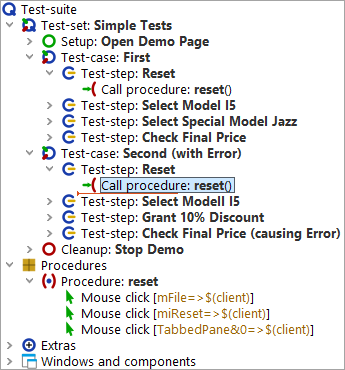 Test-suite
Test-set: Simple Tests
Setup: Open Demo Page
Test-case: First
Test-step: Reset
Call procedure: reset()
Test-step: Select Model I5
Test-step: Select Special Model Jazz
Test-step: Check Final Price
Test-case: Second (with Error)
Test-step: Reset
Call procedure: reset()
Test-step: Select Modell I5
Test-step: Grant 10% Discount
Test-step: Check Final Price (causing Error)
Cleanup: Stop Demo
Procedures
Procedure: reset
Mouse click [mFile=>$(client)]
Mouse click [miReset=>$(client)]
Mouse click [TabbedPane&0=>$(client)]
Extras
Windows and components